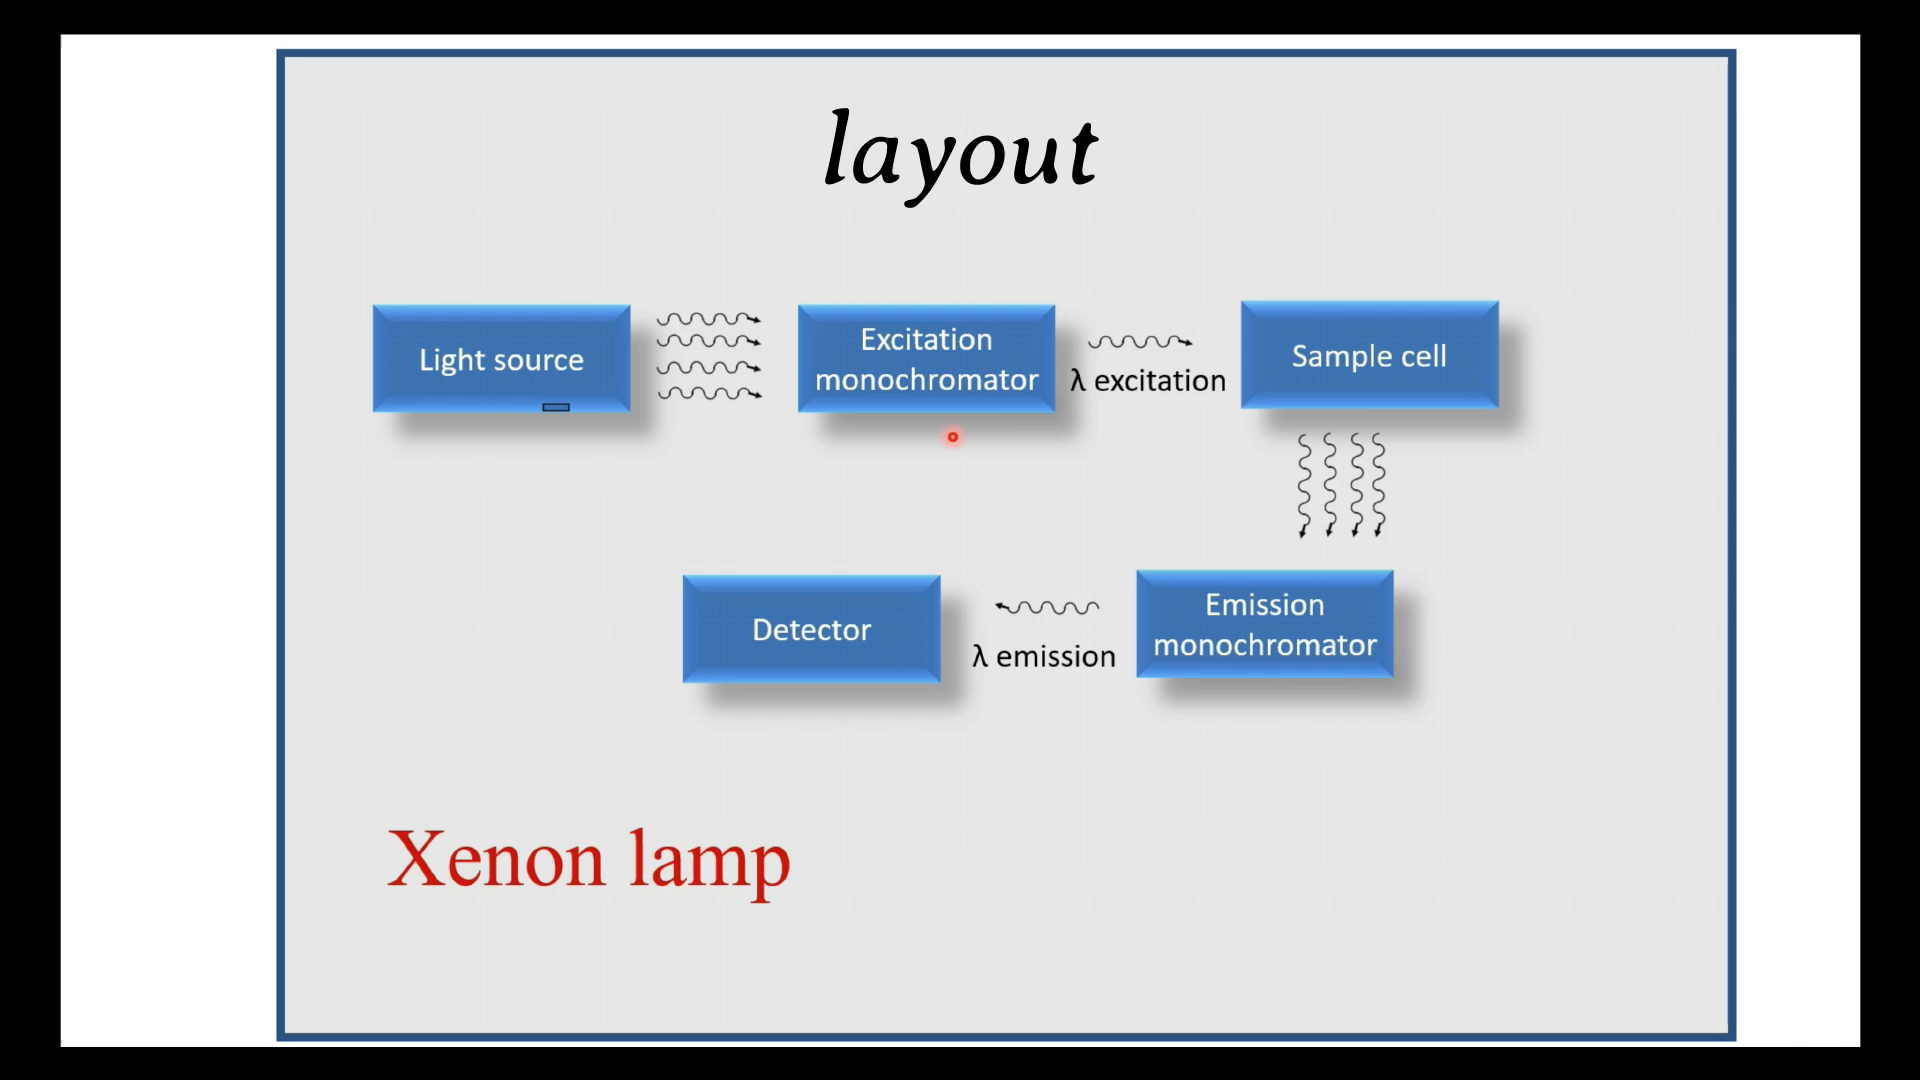 layout
Light source
Excitation
monochromator
λ excitation
Sample cell
Detector
λ emission
Emission
monochromator
Xenon lamp